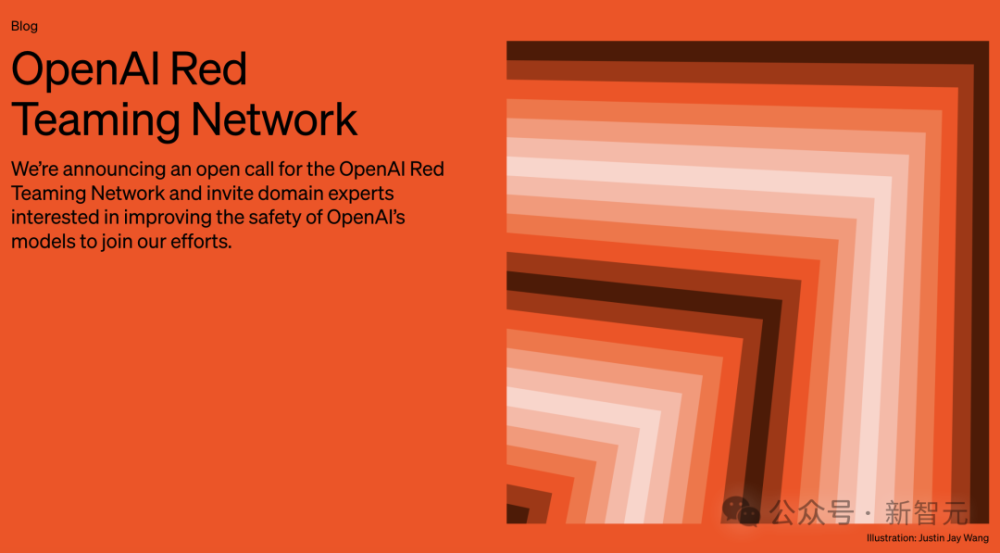 Blog
OpenAI Red
Teaming Network
We’re announcing an open call for the OpenAI Red
Teaming Network and invite domain experts
interested in improving the safety of OpenAI’s
models to join our efforts.
公众号 · 新智元
Illustration: Justin Jay Wang